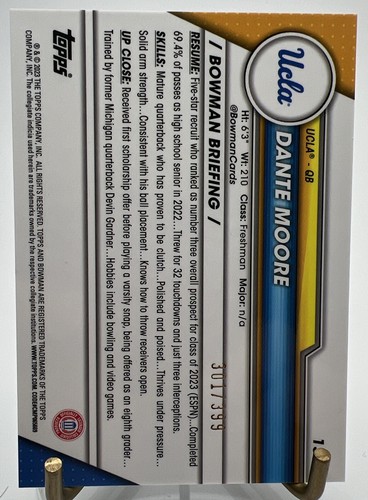 Ucla
UCLA® - QB
DANTE MOORE
Ht: 6'3" Wt: 210 Class: Freshman Major: n/a
@BowmanCards
/ BOWMAN BRIEFING /
301/399
RESUME: Five-star recruit who ranked as number three overall prospect for class of 2023 (ESPN)...Completed
69.4% of passes as high school senior in 2022...Threw for 32 touchdowns and just three interceptions.
SKILLS: Mature quarterback who has proven to be clutch...Polished and poised...Thrives under pressure...
Solid arm strength...Consistent with his ball placement...Knows how to throw receivers open.
UP CLOSE: Received first scholarship offer before playing a varsity snap, being offered as an eighth grader...
Trained by former Michigan quarterback Devin Gardner...Hobbies include bowling and video games.
topps
® & © 2023 THE TOPPS COMPANY, INC. ALL RIGHTS RESERVED. TOPPS AND BOWMAN ARE REGISTERED TRADEMARKS OF THE TOPPS
COMPANY, INC. The collegiate indicia used herein are trademarks owned by the respective collegiate institutions. WWW.TOPPS.COM.